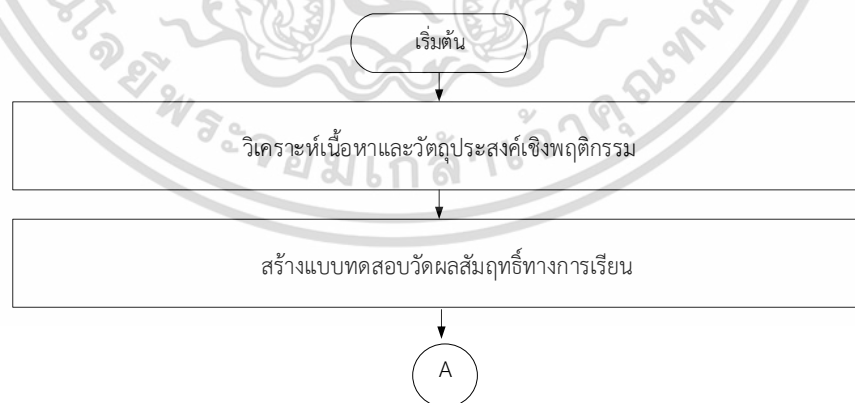 เริ่มต้น
วิเคราะห์เนื้อหาและวัตถุประสงค์เชิงพฤติกรรม
สร้างแบบทดสอบวัดผลสัมฤทธิ์ทางการเรียน
A